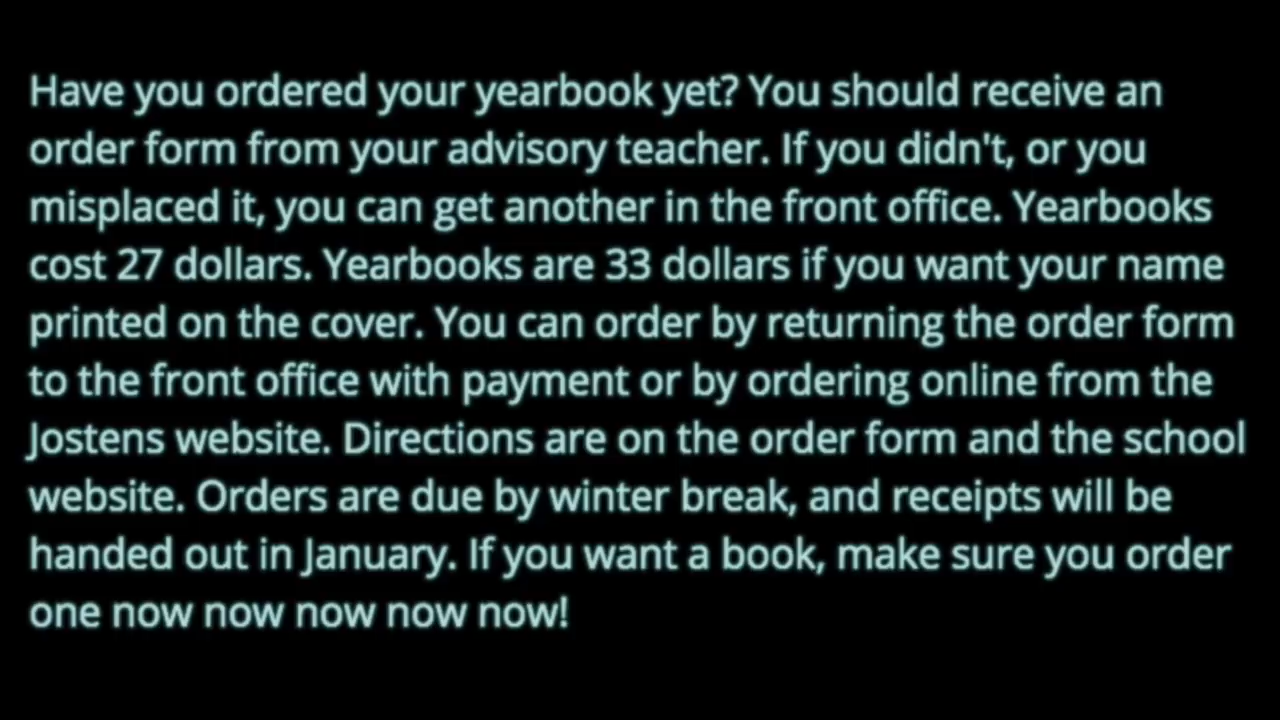 Have you ordered your yearbook yet? You should receive an
order form from your advisory teacher. If you didn't, or you
misplaced it, you can get another in the front office. Yearbooks
cost 27 dollars. Yearbooks are 33 dollars if you want your name
printed on the cover. You can order by returning the order form
to the front office with payment or by ordering online from the
Jostens website. Directions are on the order form and the school
website. Orders are due by winter break, and receipts will be
handed out in January. If you want a book, make sure you order
one now now now now now!